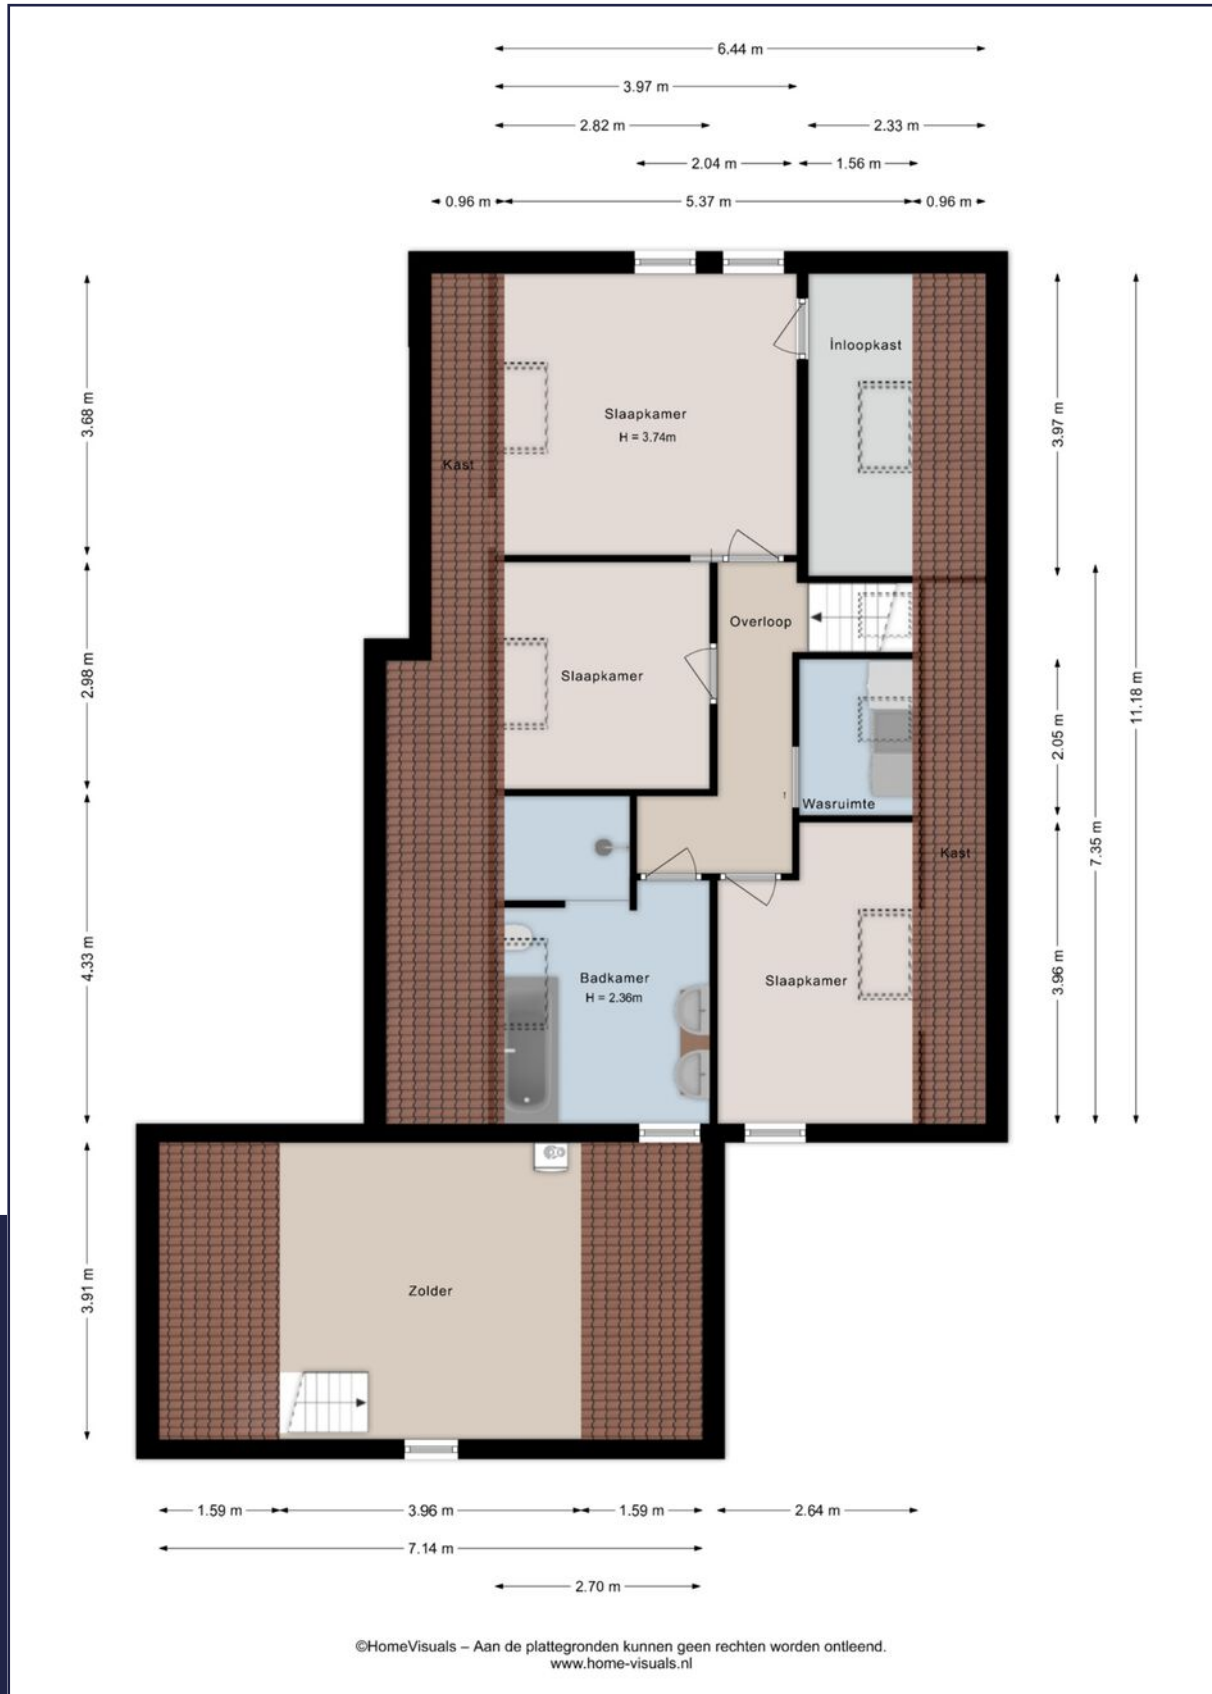 6.44 m
3.97 m
2.82 m
2.33 m
2.04 m
1.56 m
0.96 m
5.37 m
0.96 m
3.68 m
2.98 m
4.33 m
3.91 m
Slaapkamer
H = 3.74m
Inloopkast
Kast
Overloop
Slaapkamer
Wasruimte
Kast
Badkamer
H = 2.36m
Slaapkamer
Zolder
3.97 m
11.18 m
2.05 m
7.35 m
3.96 m
1.59 m
3.96 m
1.59 m
2.64 m
7.14 m
2.70 m
©HomeVisuals – Aan de plattegronden kunnen geen rechten worden ontleend.
www.home-visuals.nl